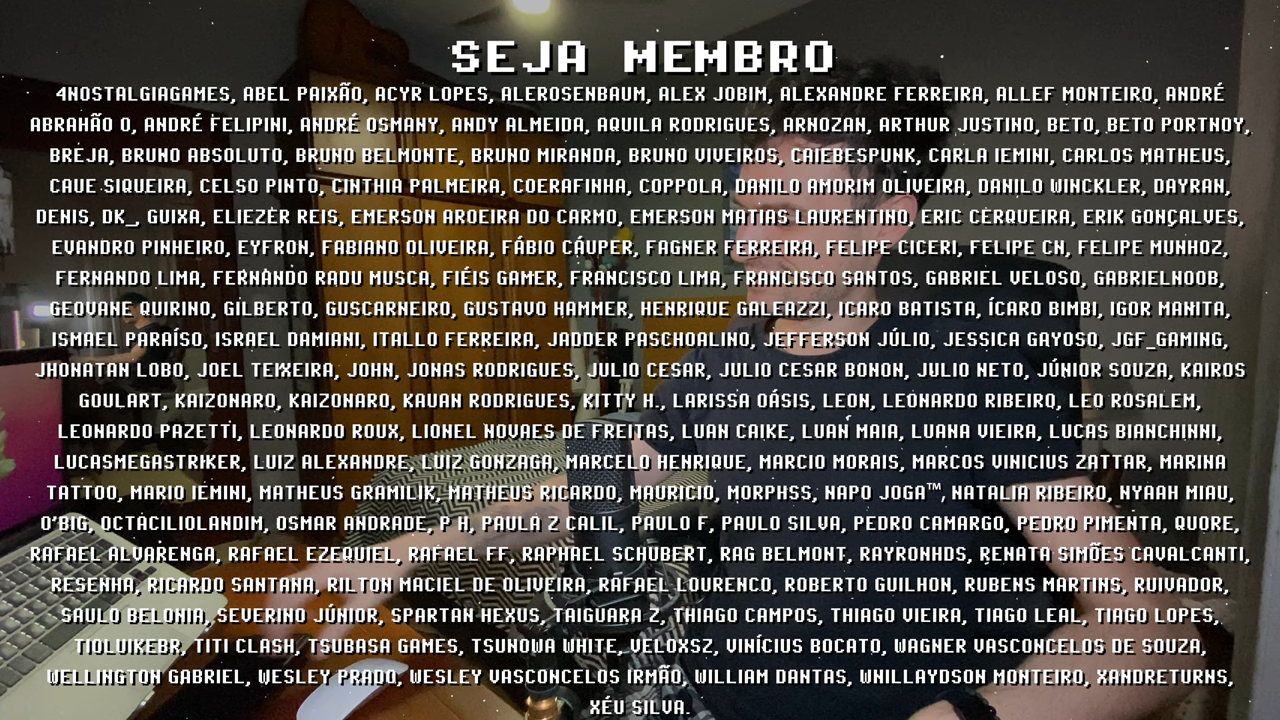 SEJA MEMBRO
4NOSTALGIAGAMES, ABEL PAIXÃO, ACYR LOPES, ALEROSENBAUM, ALEX JOBIM, ALEXANDRE FERREIRA, ALLEF MONTEIRO, ANDRÉ
ABRAHÃO O, ANDRÉ FELIPINI, ANDRÉ OSMANY, ANDY ALMEIDA, AQUILA RODRIGUES, ARNOZAN, ARTHUR JUSTINO, BETO, BETO PORTNOY,
BREJA, BRUNO ABSOLUTO, BRUNO BELMONTE, BRUNO MIRANDA, BRUNO VIVEIROS, CAIEBESPUNK, CARLA IEMINI, CARLOS MATHEUS,
CAUE SIQUEIRA, CELSO PINTO, CINTHIA PALMEIRA, COERAFINHA, COPPOLA, DANILO AMORIM OLIVEIRA, DANILO WINCKLER, DAYRAN,
DENIS, DK_, GUIXA, ELIEZER REIS, EMERSON AROEIRA DO CARMO, EMERSON MATIAS LAURENTINO, ERIC CERQUEIRA, ERIK GONÇALVES,
EVANDRO PINHEIRO, EYFRON, FABIANO OLIVEIRA, FÁBIO CÁUPER, FAGNER FERREIRA, FELIPE CICERI, FELIPE CN, FELIPE MUNHOZ,
FERNANDO LIMA, FERNANDO RADU MUSCA, FIÉIS GAMER, FRANCISCO LIMA, FRANCISCO SANTOS, GABRIEL VELOSO, GABRIELNOOB,
GEOVANE QUIRINO, GILBERTO, GUSCARNEIRO, GUSTAVO HAMMER, HENRIQUE GALEAZZI, ICARO BATISTA, ÍCARO BIMBI, IGOR MANITA,
ISMAEL PARAÍSO, ISRAEL DAMIANI, ITALLO FERREIRA, JADDER PASCHOALINO, JEFFERSON JÚLIO, JESSICA GAYOSO, JGF_GAMING,
JHONATAN LOBO, JOEL TEIXEIRA, JOHN, JONAS RODRIGUES, JULIO CESAR, JULIO CESAR BONON, JULIO NETO, JÚNIOR SOUZA, KAIROS
GOULART, KAIZONARO, KAIZONARO, KAUAN RODRIGUES, KITTY H., LARISSA OÁSIS, LEON, LEONARDO RIBEIRO, LEO ROSALEM,
LEONARDO PAZETTI, LEONARDO ROUX, LIONEL NOVAES DE FREITAS, LUAN CAIKE, LUAN MAIA, LUANA VIEIRA, LUCAS BIANCHINNI,
LUCASMEGASTRIKER, LUIZ ALEXANDRE, LUIZ GONZAGA, MARCELO HENRIQUE, MARCIO MORAIS, MARCOS VINICIUS ZATTAR, MARINA
TATTOO, MARIO IEMINI, MATHEUS GRAMILIK, MATHEUS RICARDO, MAURICIO, MORPHSS, NAPO JOGA™, NATALIA RIBEIRO, NYAAH MIAU,
O'BIG, OCTACILIOLANDIM, OSMAR ANDRADE, P H, PAULA Z CALIL, PAULO F, PAULO SILVA, PEDRO CAMARGO, PEDRO PIMENTA, QUORE,
RAFAEL ALVARENGA, RAFAEL EZEQUIEL, RAFAEL FF, RAPHAEL SCHUBERT, RAG BELMONT, RAYRONHDS, RENATA SIMÕES CAVALCANTI,
RESENHA, RICARDO SANTANA, RILTON MACIEL DE OLIVEIRA, RAFAEL LOURENCO, ROBERTO GUILHON, RUBENS MARTINS, RUIVADOR,
SAULO BELONIA, SEVERINO JÚNIOR, SPARTAN HEXUS, TAIGUARA Z, THIAGO CAMPOS, THIAGO VIEIRA, TIAGO LEAL, TIAGO LOPES,
TIOLUIKEBR, TITI CLASH, TSUBASA GAMES, TSUNOWA WHITE, VELOXSZ, VINÍCIUS BOCATO, WAGNER VASCONCELOS DE SOUZA,
WELLINGTON GABRIEL, WESLEY PRADO, WESLEY VASCONCELOS IRMÃO, WILLIAM DANTAS, WNILLAYDSON MONTEIRO, XANDRETURNS,
XÉU SILVA.